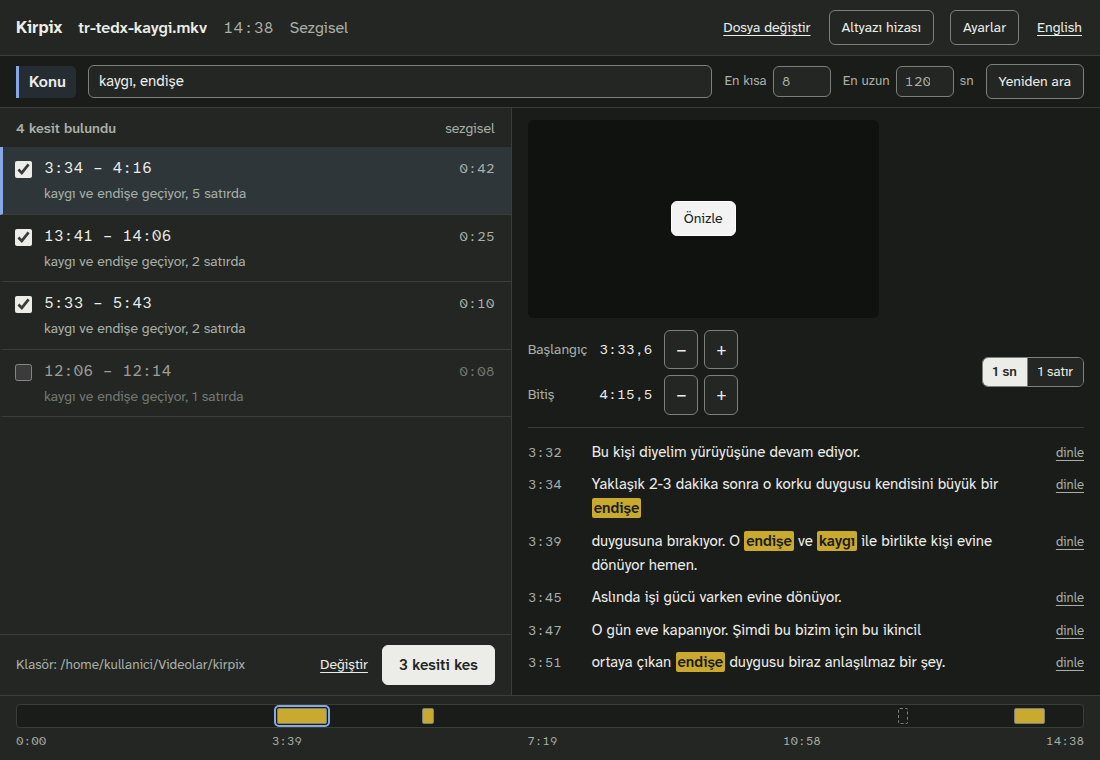 Kirpix tr-tedx-kaygi.mkv 14:38 Sezgisel Dosya değiştir Altyazı hizası Ayarlar English
Konu kaygı, endişe En kısa 8 En uzun 120 sn Yeniden ara
4 kesit bulundu sezgisel
3:34 – 4:16 0:42
kaygı ve endişe geçiyor, 5 satırda
13:41 – 14:06 0:25
kaygı ve endişe geçiyor, 2 satırda
5:33 – 5:43 0:10
kaygı ve endişe geçiyor, 2 satırda
12:06 – 12:14 0:08
kaygı ve endişe geçiyor, 1 satırda
Klasör: /home/kullanici/Videolar/kirpix Değiştir 3 kesiti kes
Önizle
Başlangıç 3:33,6 − +
Bitiş 4:15,5 − +
1 sn 1 satır
3:32 Bu kişi diyelim yürüyüşüne devam ediyor. dinle
3:34 Yaklaşık 2-3 dakika sonra o korku duygusu kendisini büyük bir dinle
endişe
3:39 duygusuna bırakıyor. O endişe ve kaygı ile birlikte kişi evine dinle
dönüyor hemen.
3:45 Aslında işi gücü varken evine dönüyor. dinle
3:47 O gün eve kapanıyor. Şimdi bu bizim için bu ikincil dinle
3:51 ortaya çıkan endişe duygusu biraz anlaşılmaz bir şey. dinle
0:00 3:39 7:19 10:58 14:38